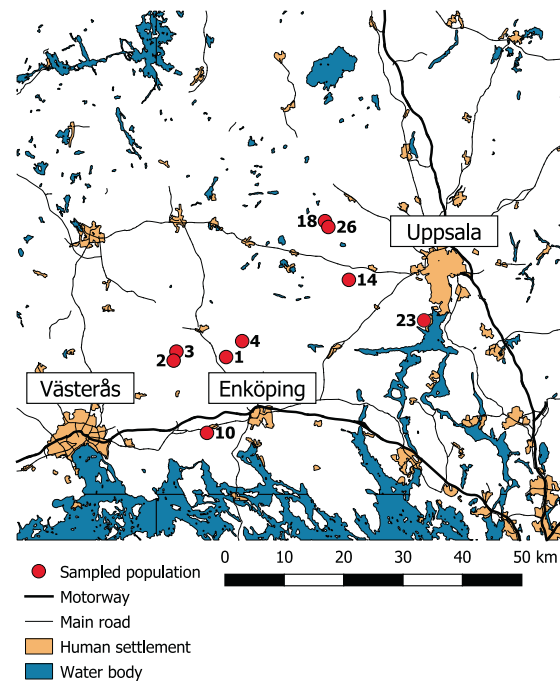 18
26
Uppsala
14
23
4
3
1
2
Västerås
Enköping
10
Sampled population
Motorway
Main road
Human settlement
Water body
0 10 20 30 40 50 km